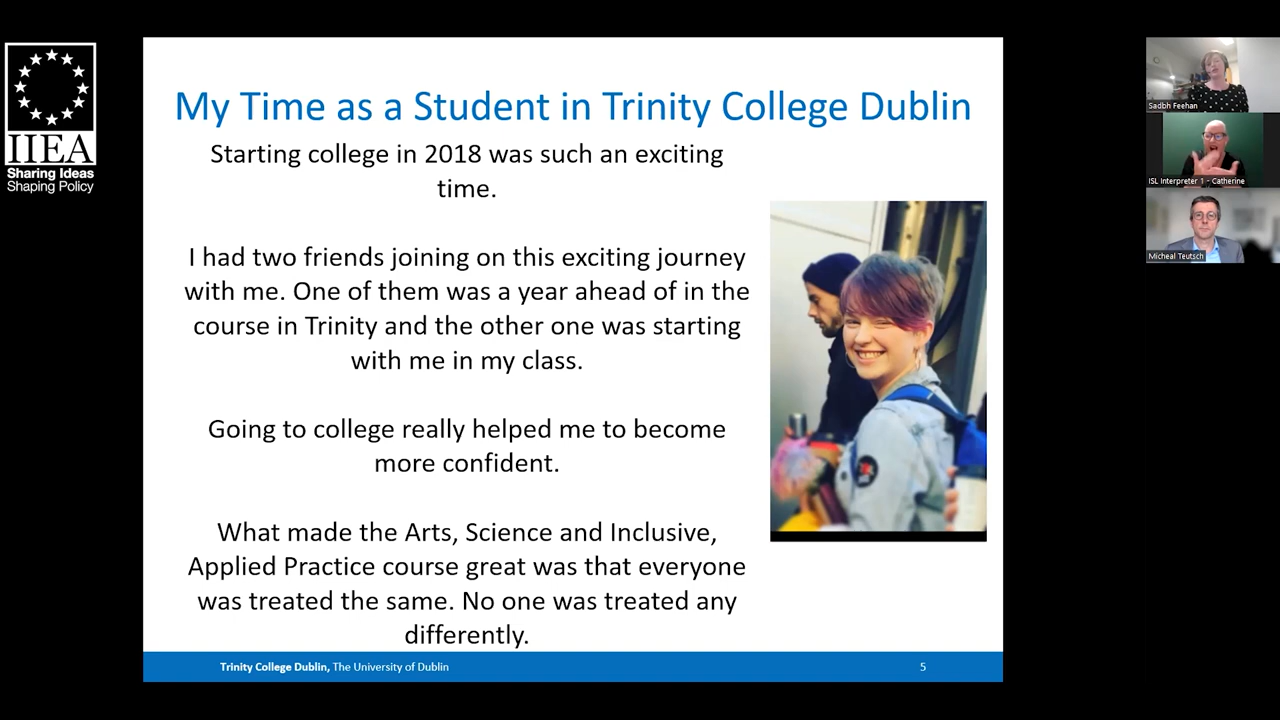 IIEA
Sharing Ideas
Shaping Policy
My Time as a Student in Trinity College Dublin
Starting college in 2018 was such an exciting
time.
I had two friends joining on this exciting journey
with me. One of them was a year ahead of in the
course in Trinity and the other one was starting
with me in my class.
Going to college really helped me to become
more confident.
What made the Arts, Science and Inclusive,
Applied Practice course great was that everyone
was treated the same. No one was treated any
differently.
Trinity College Dublin, The University of Dublin
5
Sadbh Feehan
ISL Interpreter 1 - Catherine
Micheal Teutsch